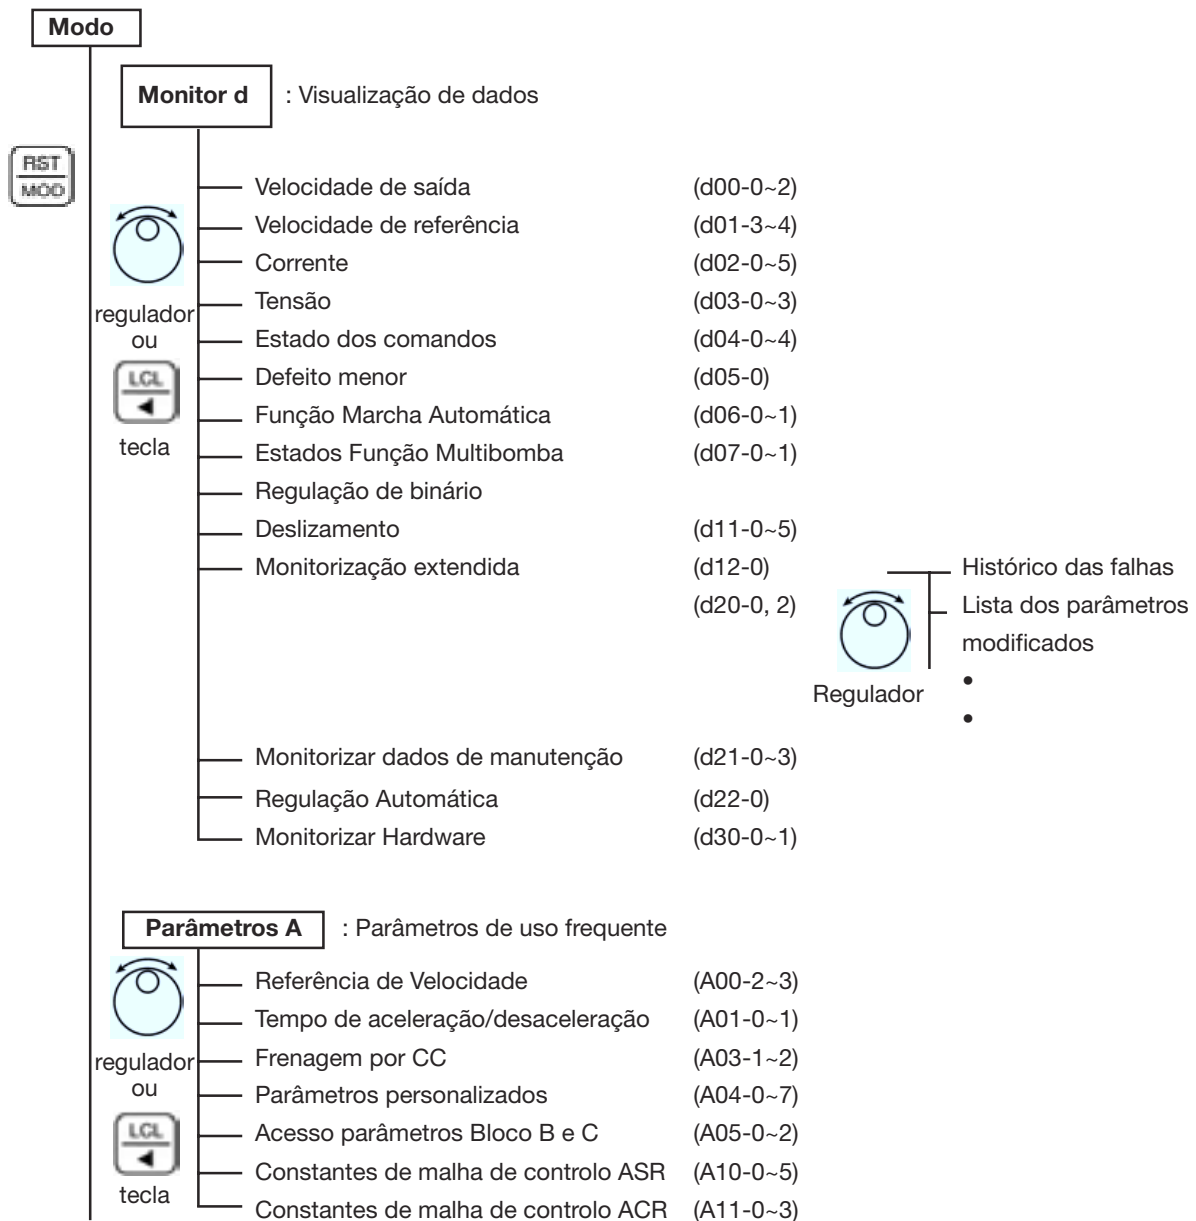 Modo
Monitor d : Visualização de dados
RST
MOD
Velocidade de saída (d00-0~2)
Velocidade de referência (d01-3~4)
Corrente (d02-0~5)
regulador
ou
Tensão (d03-0~3)
Estado dos comandos (d04-0~4)
LCL
Defeito menor (d05-0)
Função Marcha Automática (d06-0~1)
tecla
Estados Função Multibomba (d07-0~1)
Regulação de binário
Deslizamento (d11-0~5)
Monitorização extendida (d12-0)
(d20-0, 2)
Regulador
Histórico das falhas
Lista dos parâmetros
modificados
•
•
Monitorizar dados de manutenção (d21-0~3)
Regulação Automática (d22-0)
Monitorizar Hardware (d30-0~1)
Parâmetros A : Parâmetros de uso frequente
Referência de Velocidade (A00-2~3)
Tempo de aceleração/desaceleração (A01-0~1)
regulador
ou
Frenagem por CC (A03-1~2)
Parâmetros personalizados (A04-0~7)
LCL
Acesso parâmetros Bloco B e C (A05-0~2)
Constantes de malha de controlo ASR (A10-0~5)
tecla
Constantes de malha de controlo ACR (A11-0~3)